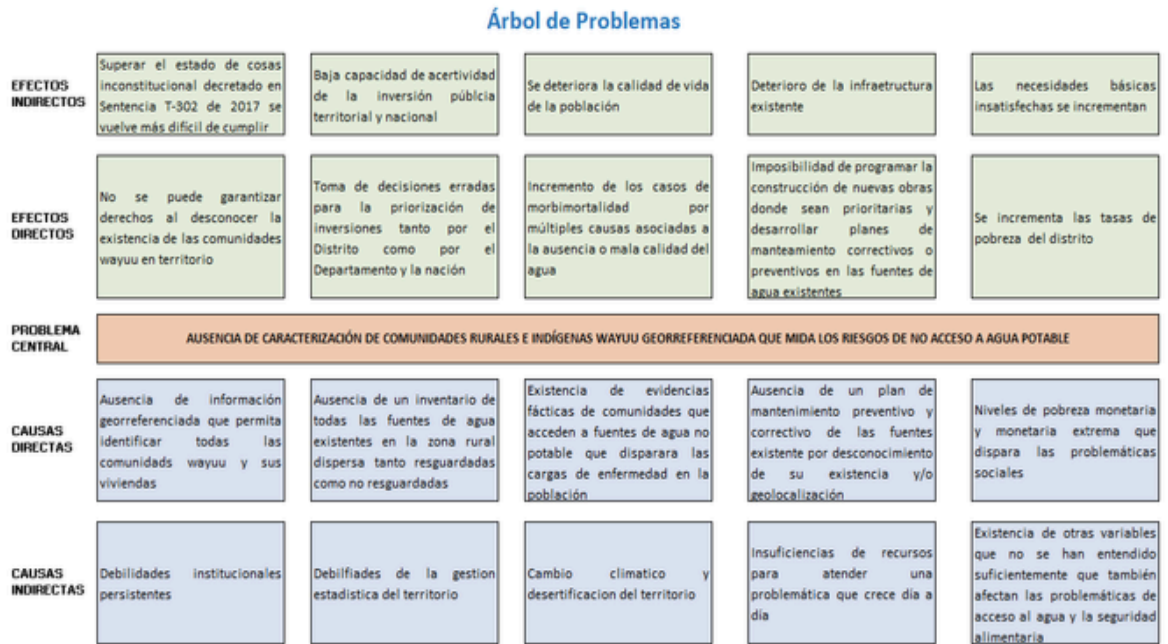 Árbol de Problemas
EFECTOS
INDIRECTOS
Superar el estado de cosas
inconstitucional decretado en
Sentencia T-302 de 2017 se
vuelve más difícil de cumplir
Baja capacidad de acertividad
de la inversión públcia
territorial y nacional
Se deteriora la calidad de vida
de la población
Deterioro de la infraetructura
existente
Las necesidades básicas
insatisfechas se incrementan
EFECTOS
DIRECTOS
No se puede garantizar
derechos al desconocer la
existencia de las comunidades
wayuu en territorio
Toma de decisiones erradas
para la priorización de
inversiones tanto por el
Distrito como por el
Departamento y la nación
Incremento de los casos de
morbimortalidad por
múltiples causas asociadas a
la ausencia o mala calidad del
agua
Imposibilidad de programar la
construcción de nuevas obras
donde sean prioritarias y
desarrollar planes de
manteamiento correctivos o
preventivos en las fuentes de
agua existentes
Se incrementa las tasas de
pobreza del distrito
PROBLEMA
CENTRAL
AUSENCIA DE CARACTERIZACIÓN DE COMUNIDADES RURALES E INDÍGENAS WAYUU GEORREFERENCIADA QUE MIDA LOS RIESGOS DE NO ACCESO A AGUA POTABLE
CAUSAS
DIRECTAS
Ausencia de información
georreferenciada que permita
identificar todas las
comunidads wayuu y sus
viviendas
Ausencia de un inventario de
todas las fuentes de agua
existentes en la zona rural
dispersa tanto resguardadas
como no resguardadas
Existencia de evidencias
fácticas de comunidades que
acceden a fuentes de agua no
potable que disparara las
cargas de enfermedad en la
población
Ausencia de un plan de
mantenimiento preventivo y
correctivo de las fuentes
existente por desconocimiento
de su existencia y/o
geolocalización
Niveles de pobreza monetaria
y monetaria extrema que
dispara las problemáticas
sociales
CAUSAS
INDIRECTAS
Debilidades institucionales
persistentes
Debilfiades de la gestion
estadistica del territorio
Cambio climatico y
desertificacion del territorio
Insuficiencias de recursos
para atender una
problemática que crece día a
día
Existencia de otras variables
que no se han entendido
suficientemente que también
afectan las problemáticas de
acceso al agua y la seguridad
alimentaria